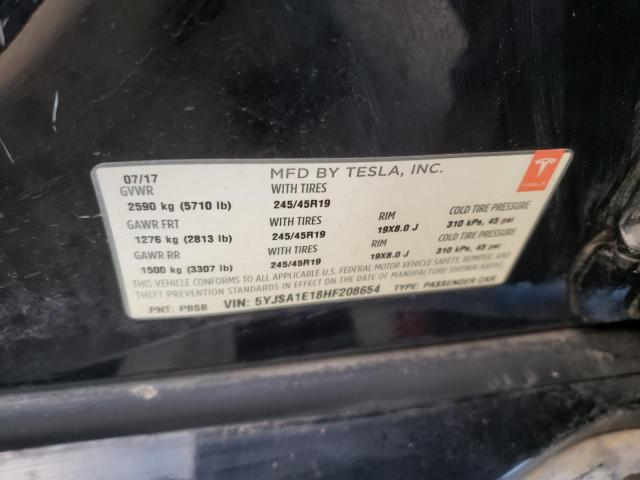 07/17 MFD BY TESLA, INC.
GVWR WITH TIRES
2590 kg (5710 lb) 245/45R19
GAWR FRT WITH TIRES RIM COLD TIRE PRESSURE
1276 kg (2813 lb) 245/45R19 19X8.0 J 310 kPa, 45 psi
GAWR RR WITH TIRES RIM COLD TIRE PRESSURE
1500 kg (3307 lb) 245/45R19 19X8.0 J 310 kPa, 45 psi
THIS VEHICLE CONFORMS TO ALL APPLICABLE U.S. FEDERAL MOTOR VEHICLE SAFETY, BUMPER, AND
THEFT PREVENTION STANDARDS IN EFFECT ON THE DATE OF MANUFACTURE SHOWN ABOVE.
PNT: PBSB VIN: 5YJSA1E18HF208654 TYPE: PASSENGER CAR
TESLA